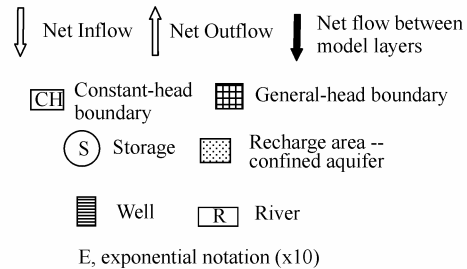 Net Inflow
Net Outflow
Net flow between
model layers
CH
Constant-head
boundary
General-head boundary
S
Storage
Recharge area --
confined aquifer
Well
R
River
E, exponential notation (x10)